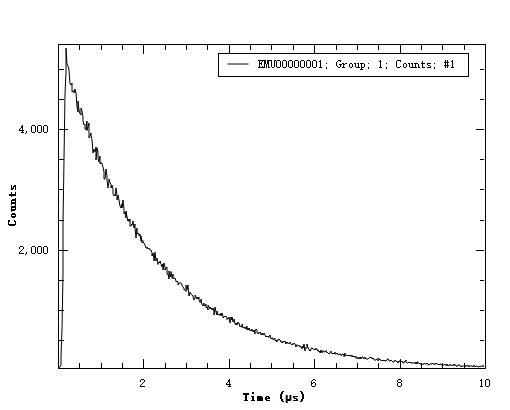 EMU00000001; Group; 1; Counts; #1
4,000
Counts
2,000
2 4 6 8 10
Time (μs)